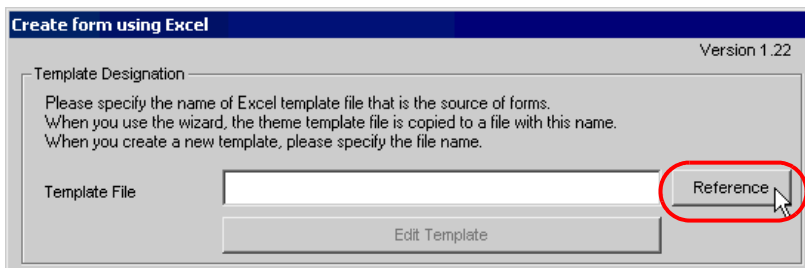 Create form using Excel
Version 1.22
Template Designation
Please specify the name of Excel template file that is the source of forms.
When you use the wizard, the theme template file is copied to a file with this name.
When you create a new template, please specify the file name.
Template File
Reference
Edit Template